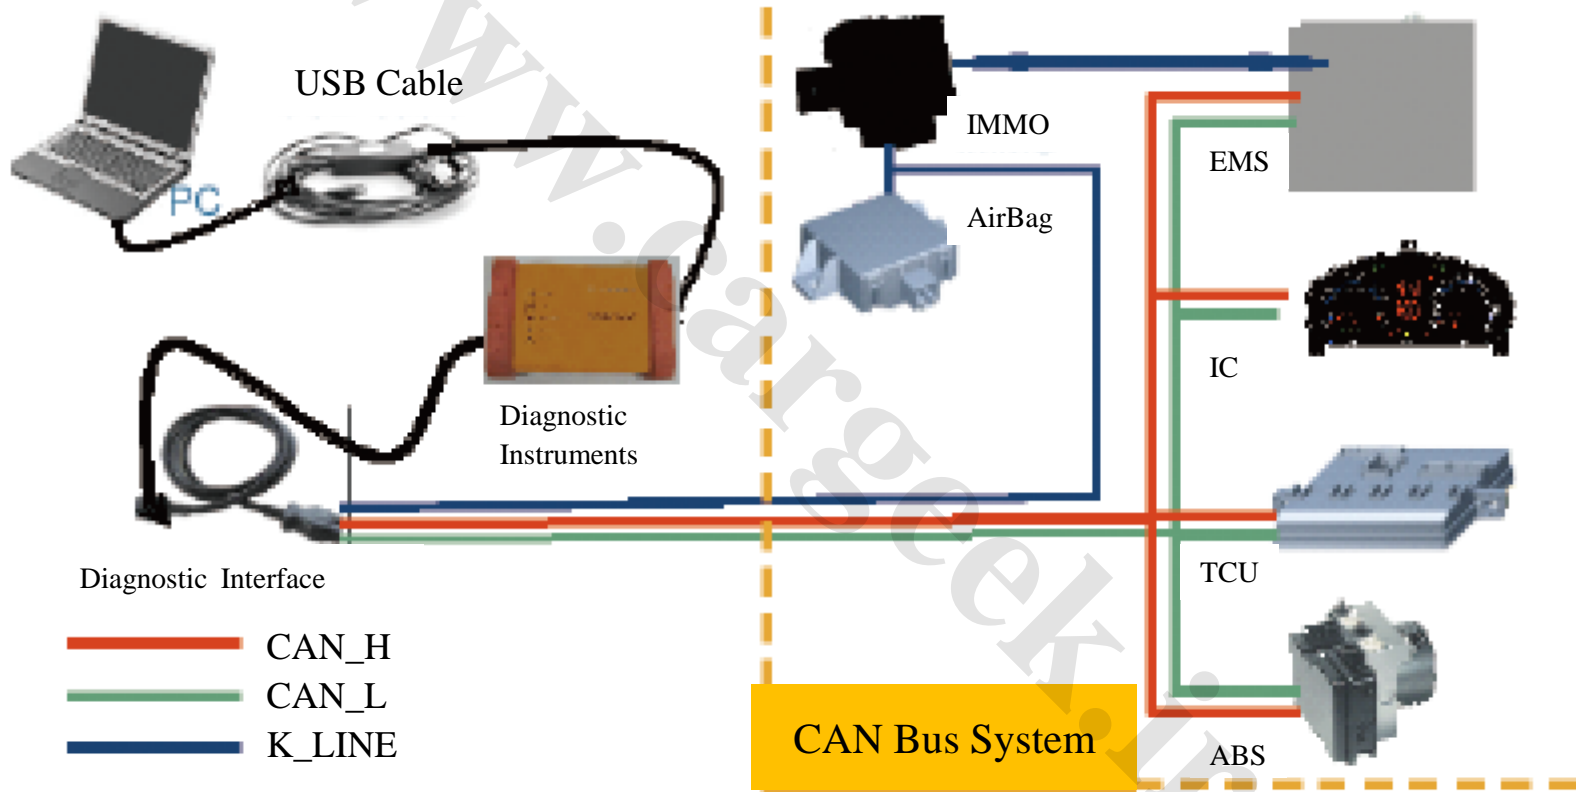 USB Cable
PC
Diagnostic
Instruments
Diagnostic Interface
CAN_H
CAN_L
K_LINE
IMMO
AirBag
EMS
IC
TCU
ABS
CAN Bus System
www.cargeek.ir